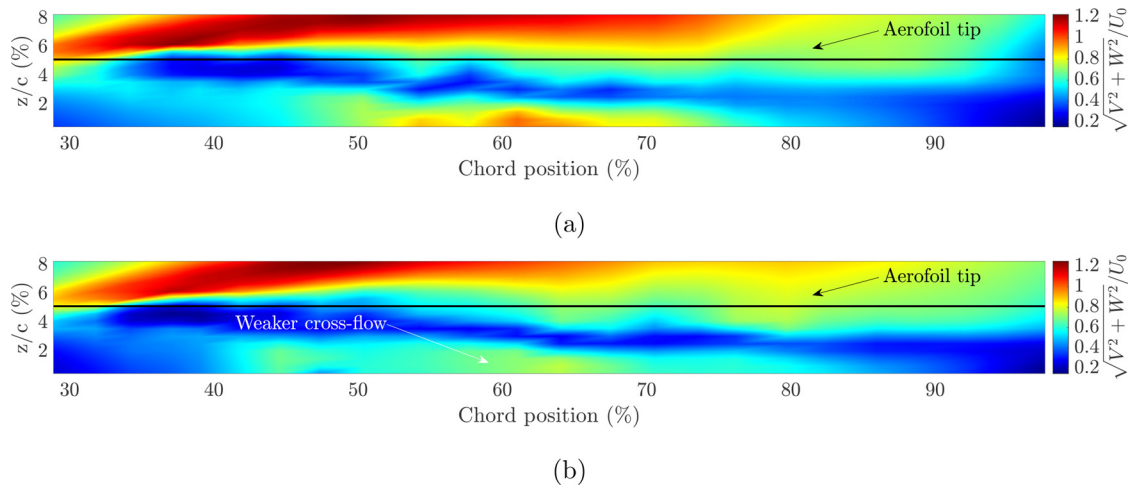 8
6
4
2
z/c (%)
Aerofoil tip
1.2
1
0.8
0.6
0.4
0.2
√V² + W²/U₀
30 40 50 60 70 80 90
Chord position (%)
(a)
8
6
4
2
z/c (%)
Aerofoil tip
Weaker cross-flow
1.2
1
0.8
0.6
0.4
0.2
√V² + W²/U₀
30 40 50 60 70 80 90
Chord position (%)
(b)